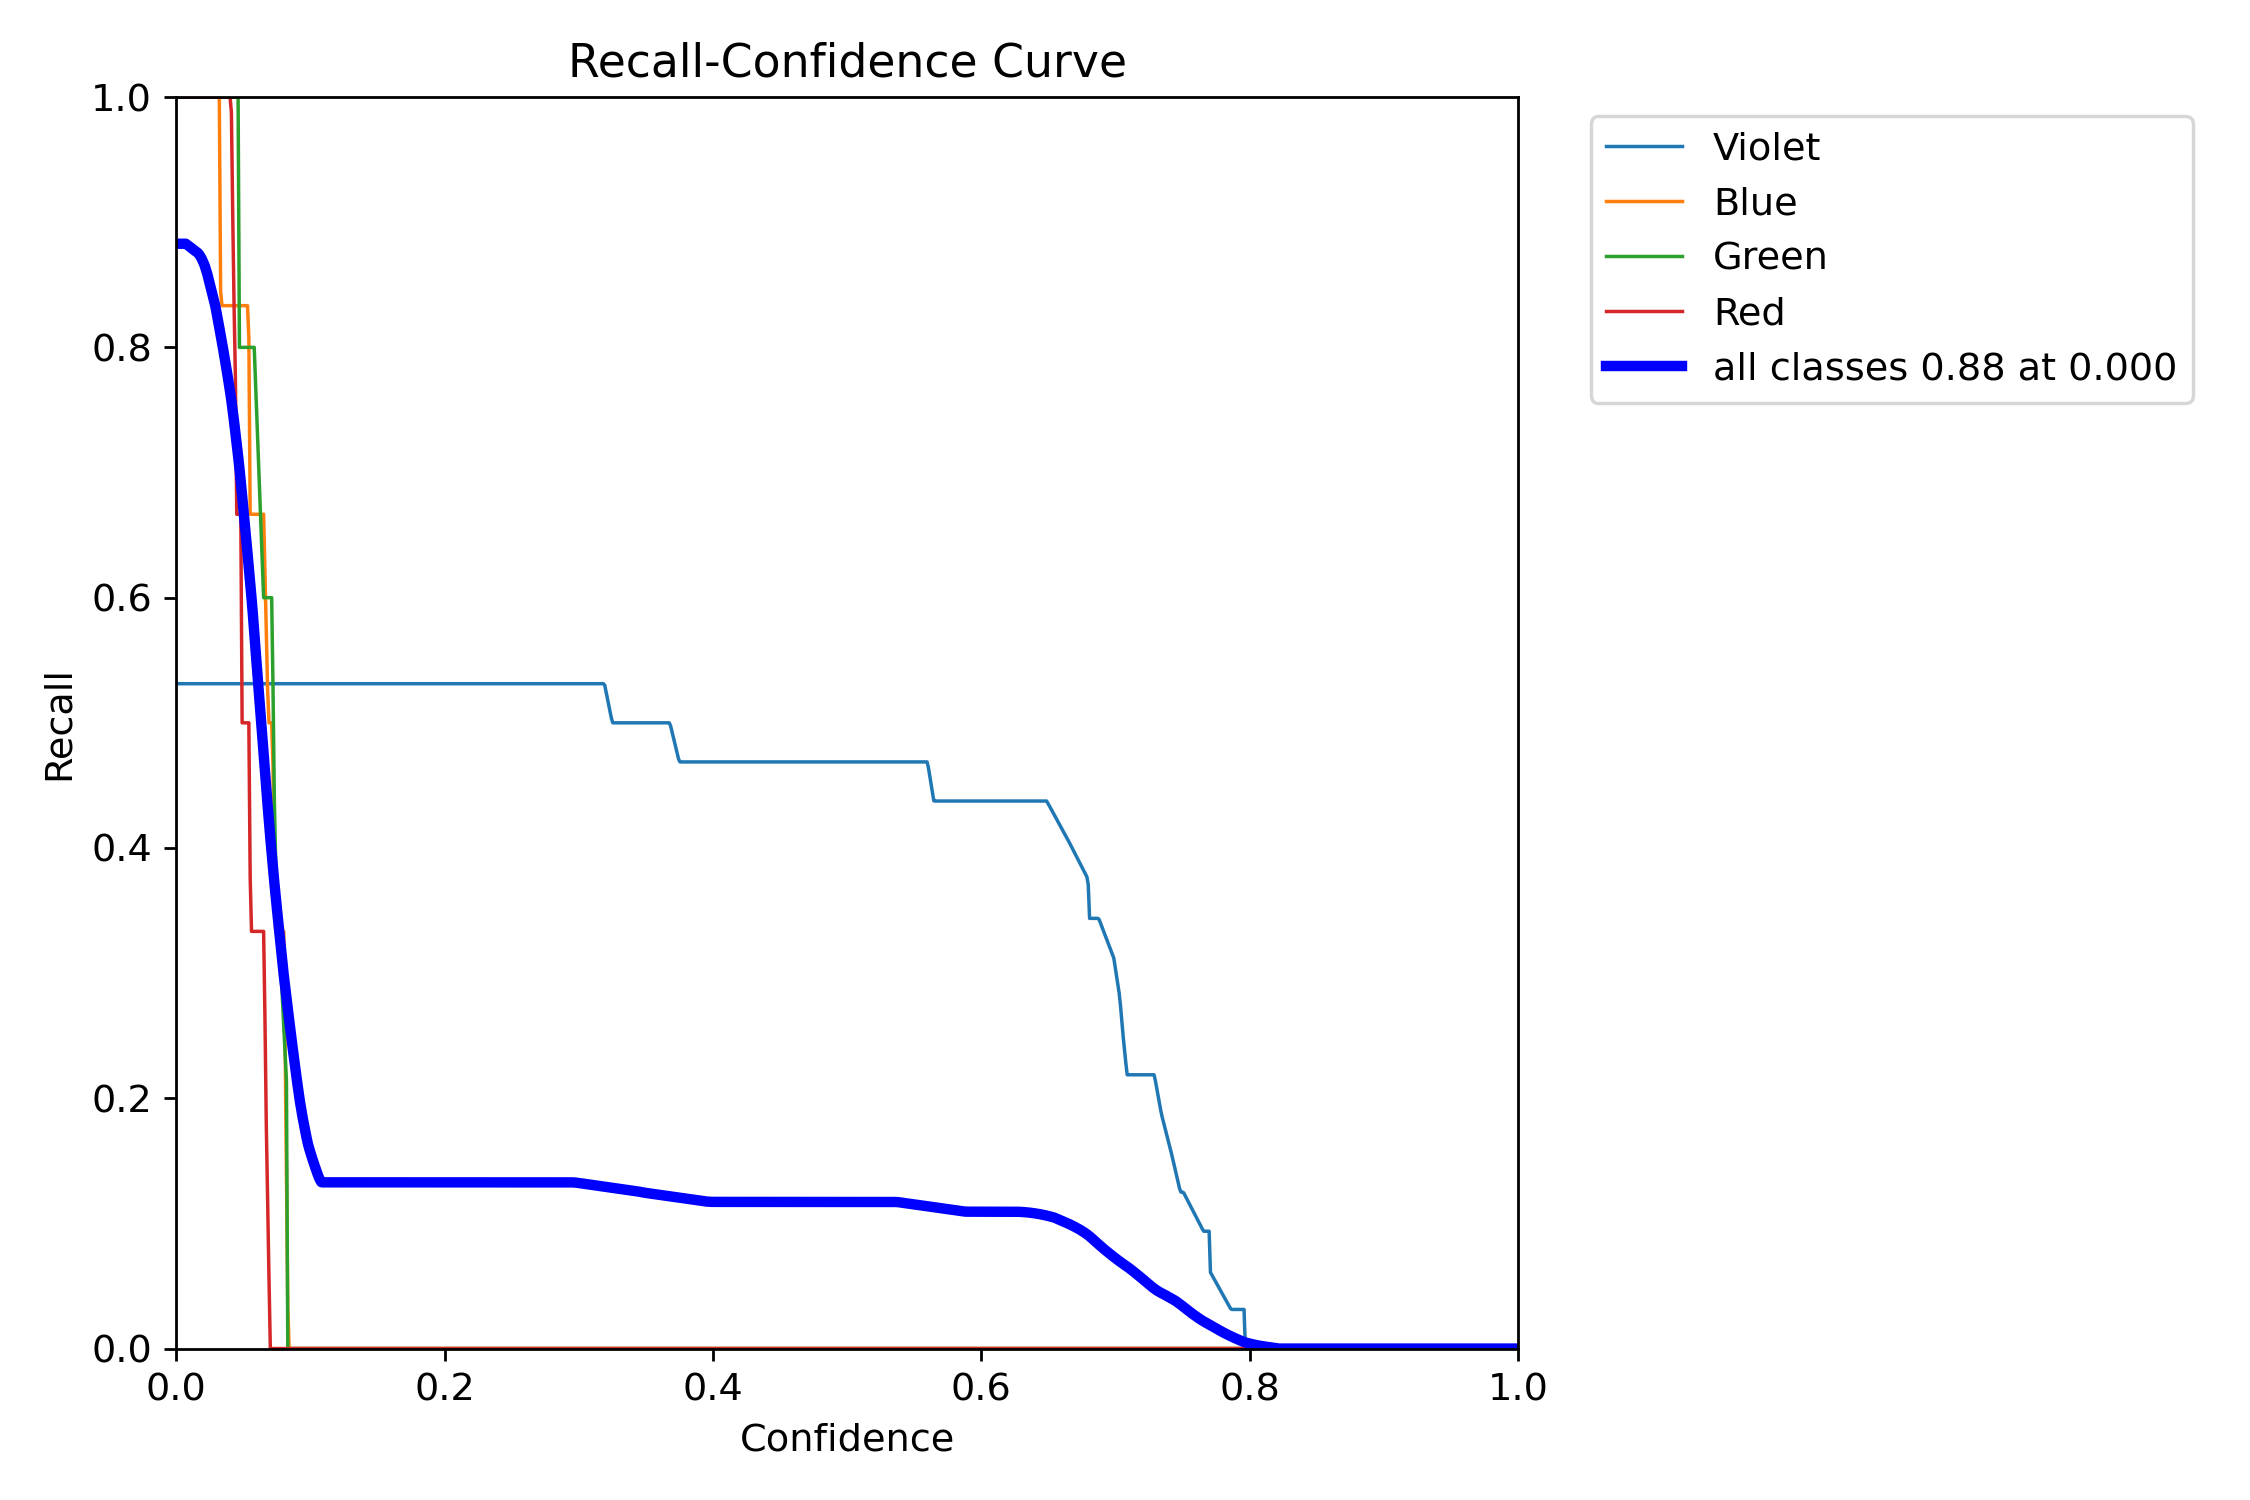 Recall-Confidence Curve
1.0
0.8
0.6
0.4
0.2
0.0
Recall
0.0 0.2 0.4 0.6 0.8 1.0
Confidence
Violet
Blue
Green
Red
all classes 0.88 at 0.000